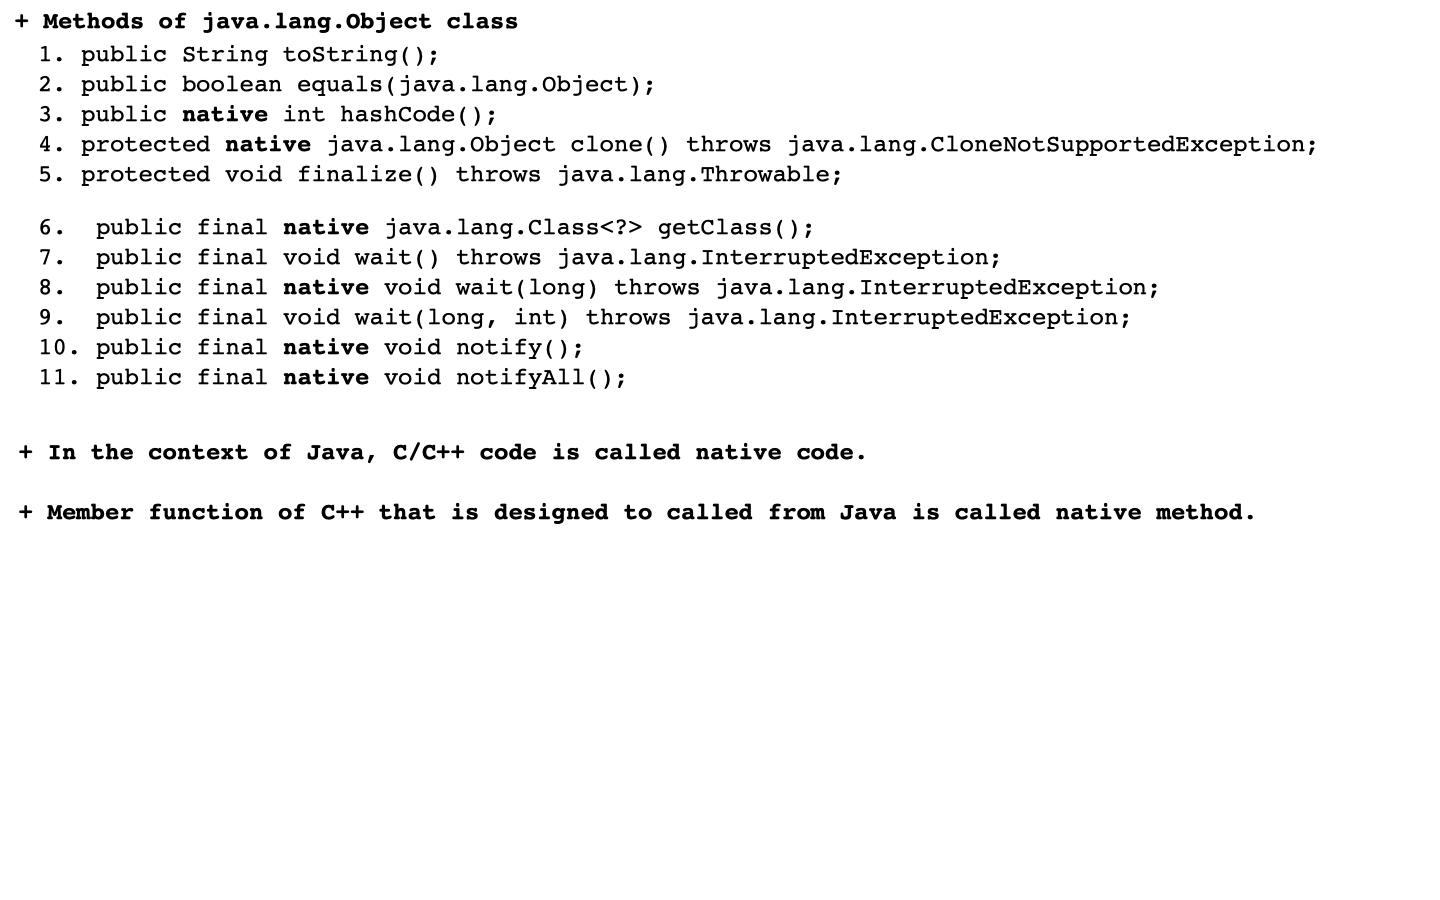 + Methods of java.lang.Object class
1. public String toString();
2. public boolean equals(java.lang.Object);
3. public native int hashCode();
4. protected native java.lang.Object clone() throws java.lang.CloneNotSupportedException;
5. protected void finalize() throws java.lang.Throwable;
6. public final native java.lang.Class<?> getClass();
7. public final void wait() throws java.lang.InterruptedException;
8. public final native void wait(long) throws java.lang.InterruptedException;
9. public final void wait(long, int) throws java.lang.InterruptedException;
10. public final native void notify();
11. public final native void notifyAll();
+ In the context of Java, C/C++ code is called native code.
+ Member function of C++ that is designed to called from Java is called native method.